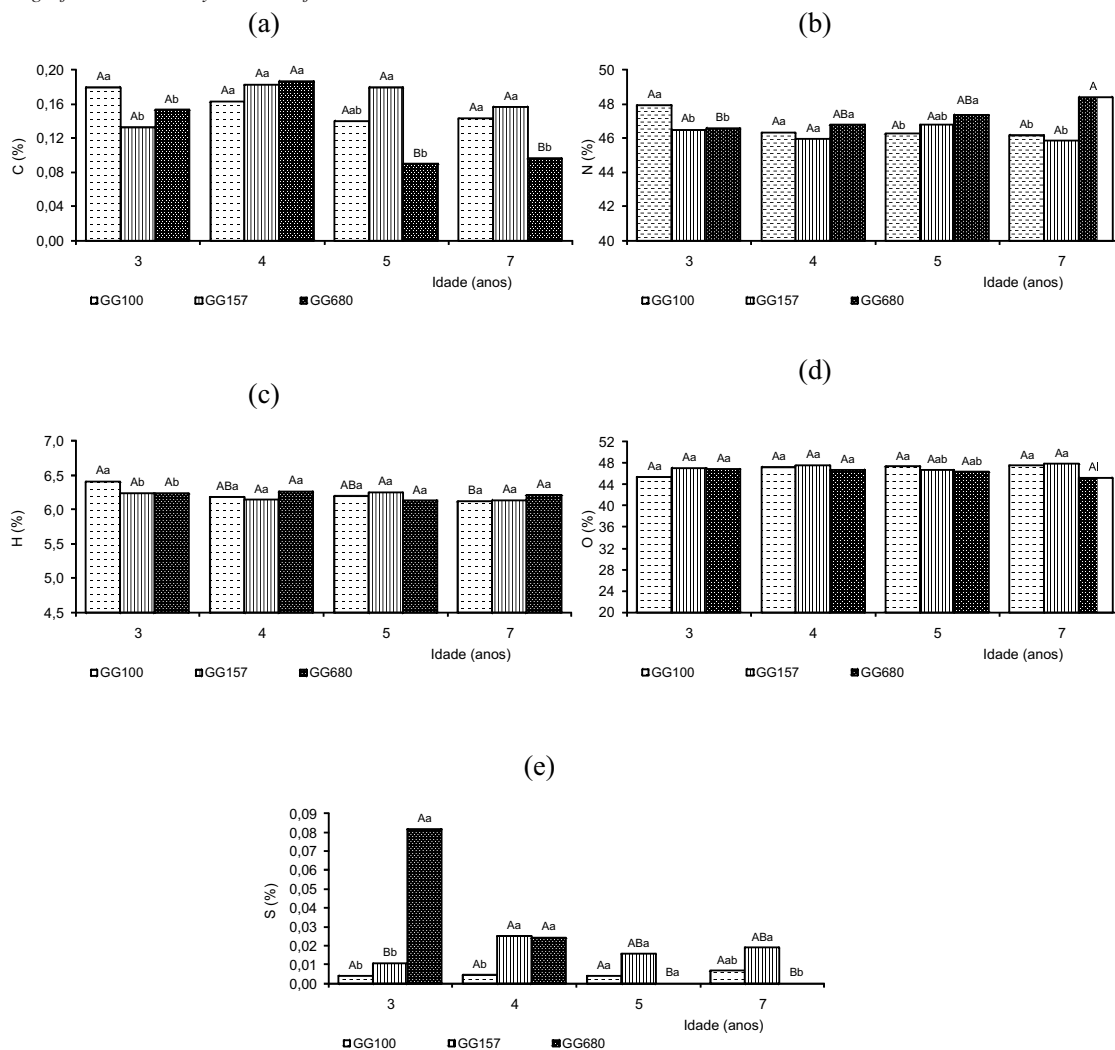 (a)
C (%)
0,20
0,16
0,12
0,08
0,04
0,00
Aa Ab Ab
Aa Aa Aa
Aab Aa Bb
Aa Aa Bb
3 4 5 7
Idade (anos)
GG100 GG157 GG680
(b)
N (%)
50
48
46
44
42
40
Aa Ab Bb
Aa Aa ABa
Ab Aab ABa
Ab Ab A
3 4 5 7
Idade (anos)
GG100 GG157 GG680
(c)
H (%)
7,0
6,5
6,0
5,5
5,0
4,5
Aa Ab Ab
ABa Aa Aa
ABa Aa Aa
Ba Aa Aa
3 4 5 7
Idade (anos)
GG100 GG157 GG680
(d)
O (%)
52
48
44
40
36
32
28
24
20
Aa Aa Aa
Aa Aa Aa
Aa Aab Aab
Aa Aa
3 4 5 7
Idade (anos)
GG100 GG157 GG680
(e)
S (%)
0,09
0,08
0,07
0,06
0,05
0,04
0,03
0,02
0,01
0,00
Ab Bb Aa
Ab Aa Aa
Aa ABa Ba
Aab ABa Bb
3 4 5 7
Idade (anos)
GG100 GG157 GG680